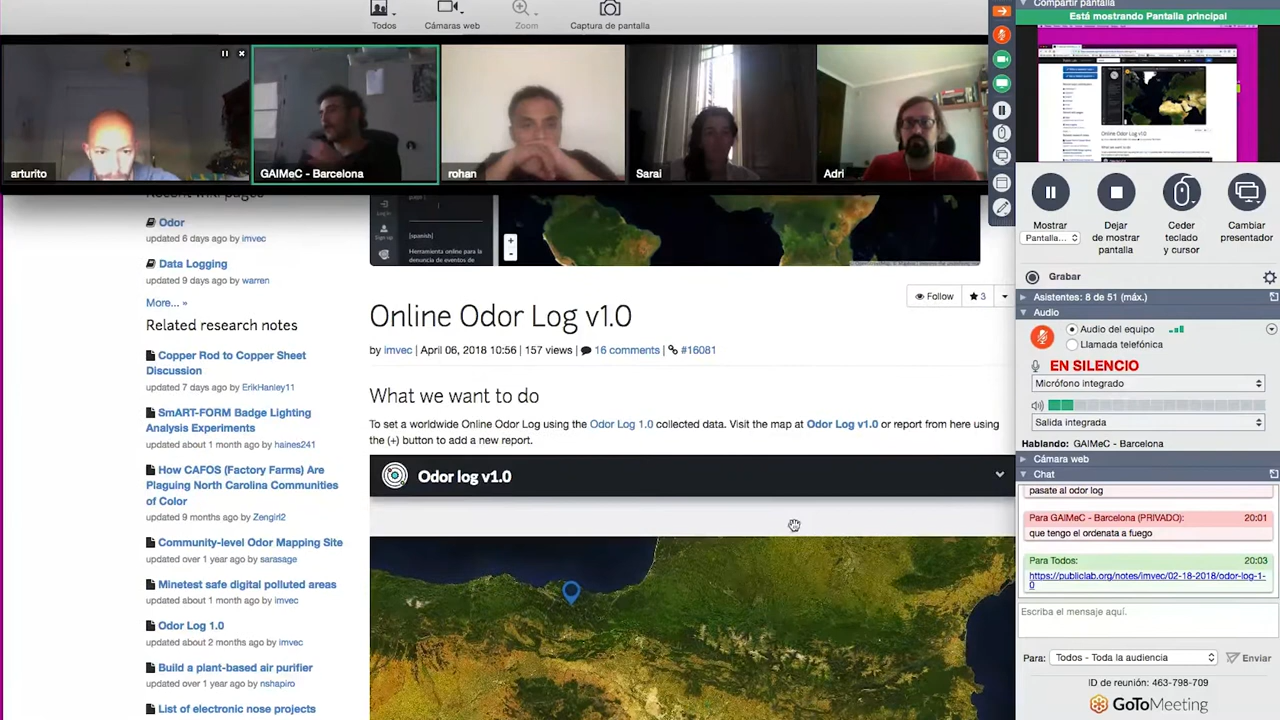 Todos
Cámaras web
Zoom
Captura de pantalla
arturito
GAIMeC - Barcelona
rohan
Sarai
Adri
Odor
updated 6 days ago by imvec
Data Logging
updated 9 days ago by warren
More... »
Related research notes
Copper Rod to Copper Sheet
Discussion
updated 7 days ago by ErikHanley11
SmART-FORM Badge Lighting
Analysis Experiments
updated about 1 month ago by haines241
How CAFOS (Factory Farms) Are
Plaguing North Carolina Communities
of Color
updated 9 months ago by Zengirl2
Community-level Odor Mapping Site
updated over 1 year ago by sarasage
Minetest safe digital polluted areas
updated about 1 month ago by imvec
Odor Log 1.0
updated about 2 months ago by imvec
Build a plant-based air purifier
updated over 1 year ago by nshapiro
List of electronic nose projects
[spanish]
Herramienta online para la
denuncia de eventos de
+
-
Follow
3
Online Odor Log v1.0
by imvec | April 06, 2018 10:56 | 157 views | 16 comments | #16081
What we want to do
To set a worldwide Online Odor Log using the Odor Log 1.0 collected data. Visit the map at Odor Log v1.0 or report from here using
the (+) button to add a new report.
Odor log v1.0
Compartir pantalla
Está mostrando Pantalla principal
Mostrar
Pantalla...
Dejar
de mostrar
pantalla
Ceder
teclado
y cursor
Cambiar
presentador
Grabar
Asistentes: 8 de 51 (máx.)
Audio
Audio del equipo
Llamada telefónica
EN SILENCIO
Micrófono integrado
Salida integrada
Hablando: GAIMeC - Barcelona
Cámara web
Chat
pasate al odor log
Para GAIMeC - Barcelona (PRIVADO): 20:01
que tengo el ordenata a fuego
Para Todos: 20:03
https://publiclab.org/notes/imvec/02-18-2018/odor-log-1-
0
Escriba el mensaje aquí.
Para: Todos - Toda la audiencia
Enviar
ID de reunión: 463-798-709
GoToMeeting